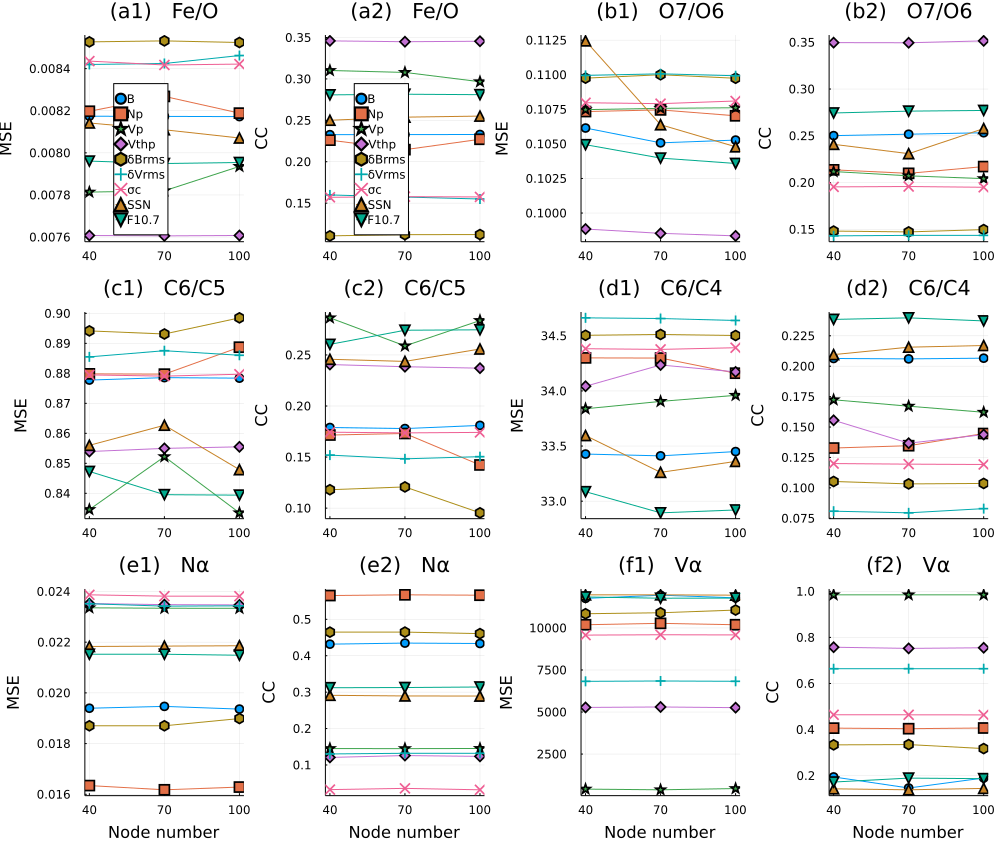 (a1) Fe/O
(a2) Fe/O
(b1) O7/O6
(b2) O7/O6
MSE
0.0084
0.0082
0.0080
0.0078
0.0076
40
70
100
B
Np
Vp
Vthp
δBrms
δVrms
σc
SSN
F10.7
CC
0.35
0.30
0.25
0.20
0.15
40
70
100
B
Np
Vp
Vthp
δBrms
δVrms
σc
SSN
F10.7
MSE
0.1125
0.1100
0.1075
0.1050
0.1025
0.1000
40
70
100
CC
0.35
0.30
0.25
0.20
0.15
40
70
100
(c1) C6/C5
(c2) C6/C5
(d1) C6/C4
(d2) C6/C4
MSE
0.90
0.89
0.88
0.87
0.86
0.85
0.84
40
70
100
CC
0.25
0.20
0.15
0.10
40
70
100
MSE
34.5
34.0
33.5
33.0
40
70
100
CC
0.225
0.200
0.175
0.150
0.125
0.100
0.075
40
70
100
(e1) Nα
(e2) Nα
(f1) Vα
(f2) Vα
MSE
0.024
0.022
0.020
0.018
0.016
40
70
100
Node number
CC
0.5
0.4
0.3
0.2
0.1
40
70
100
Node number
MSE
10000
7500
5000
2500
40
70
100
Node number
CC
1.0
0.8
0.6
0.4
0.2
40
70
100
Node number